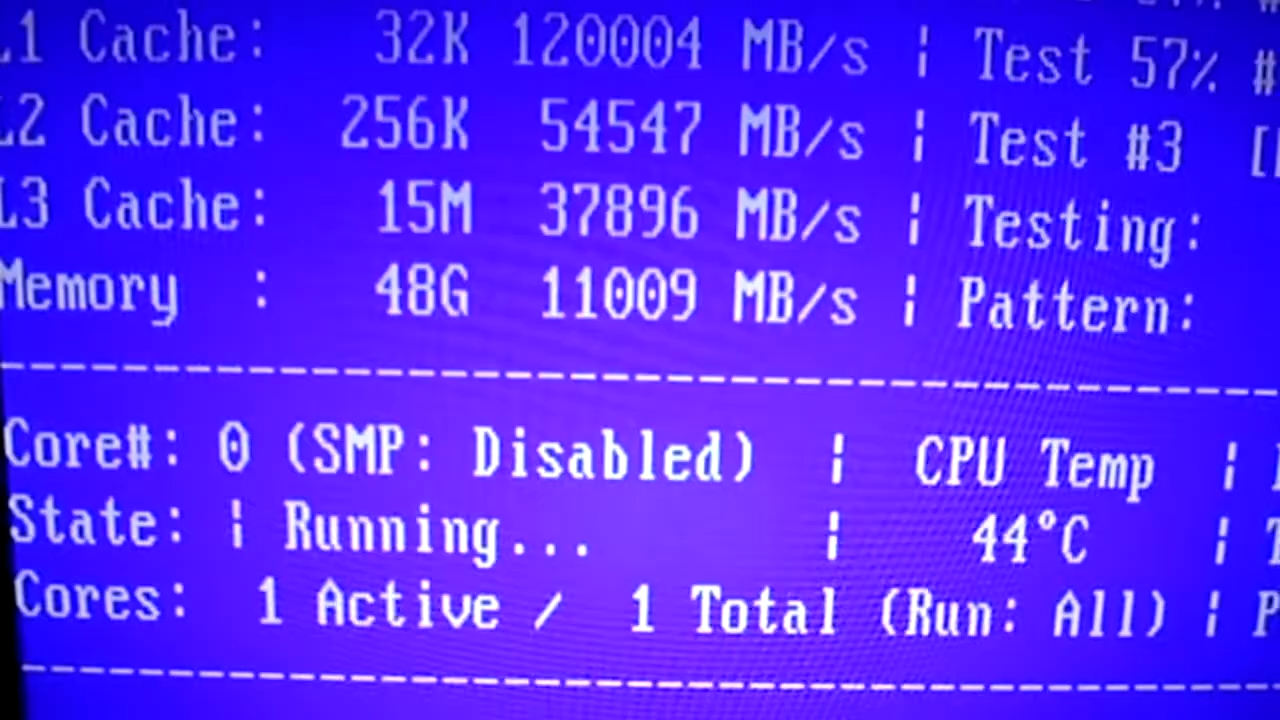 L1 Cache: 32K 120004 MB/s | Test 57% #
L2 Cache: 256K 54547 MB/s | Test #3 [
L3 Cache: 15M 37896 MB/s | Testing:
Memory : 48G 11009 MB/s | Pattern:
------------------------------------------------
Core#: 0 (SMP: Disabled) | CPU Temp |
State: | Running... | 44°C |
Cores: 1 Active / 1 Total (Run: All) | P
------------------------------------------------